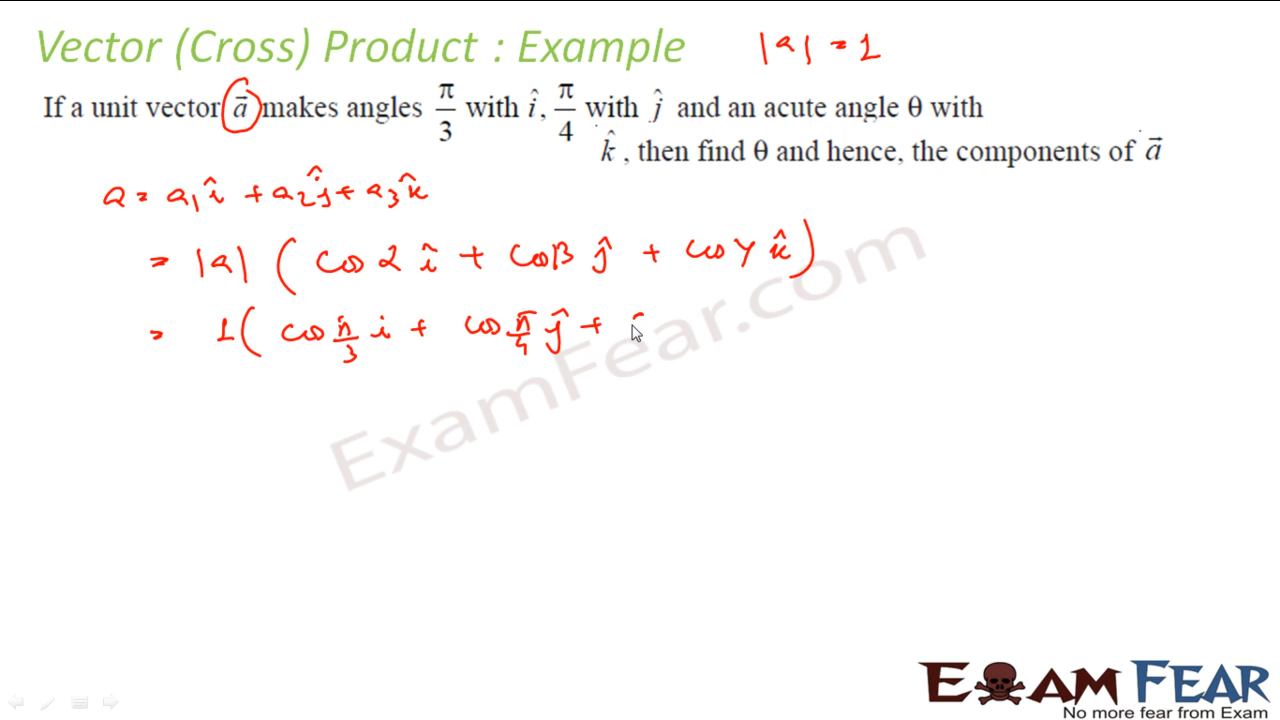 Vector (Cross) Product : Example |a| = 1
If a unit vector a⃗ makes angles π/3 with î, π/4 with ĵ and an acute angle θ with
k̂, then find θ and hence, the components of a⃗
a = a₁î + a₂ĵ + a₃k̂
= |a| ( cos α î + cos β ĵ + cos γ k̂ )
= 1( cos π/3 i + cos π/4 ĵ +
ExamFear.com
EXAM FEAR
No more fear from Exam